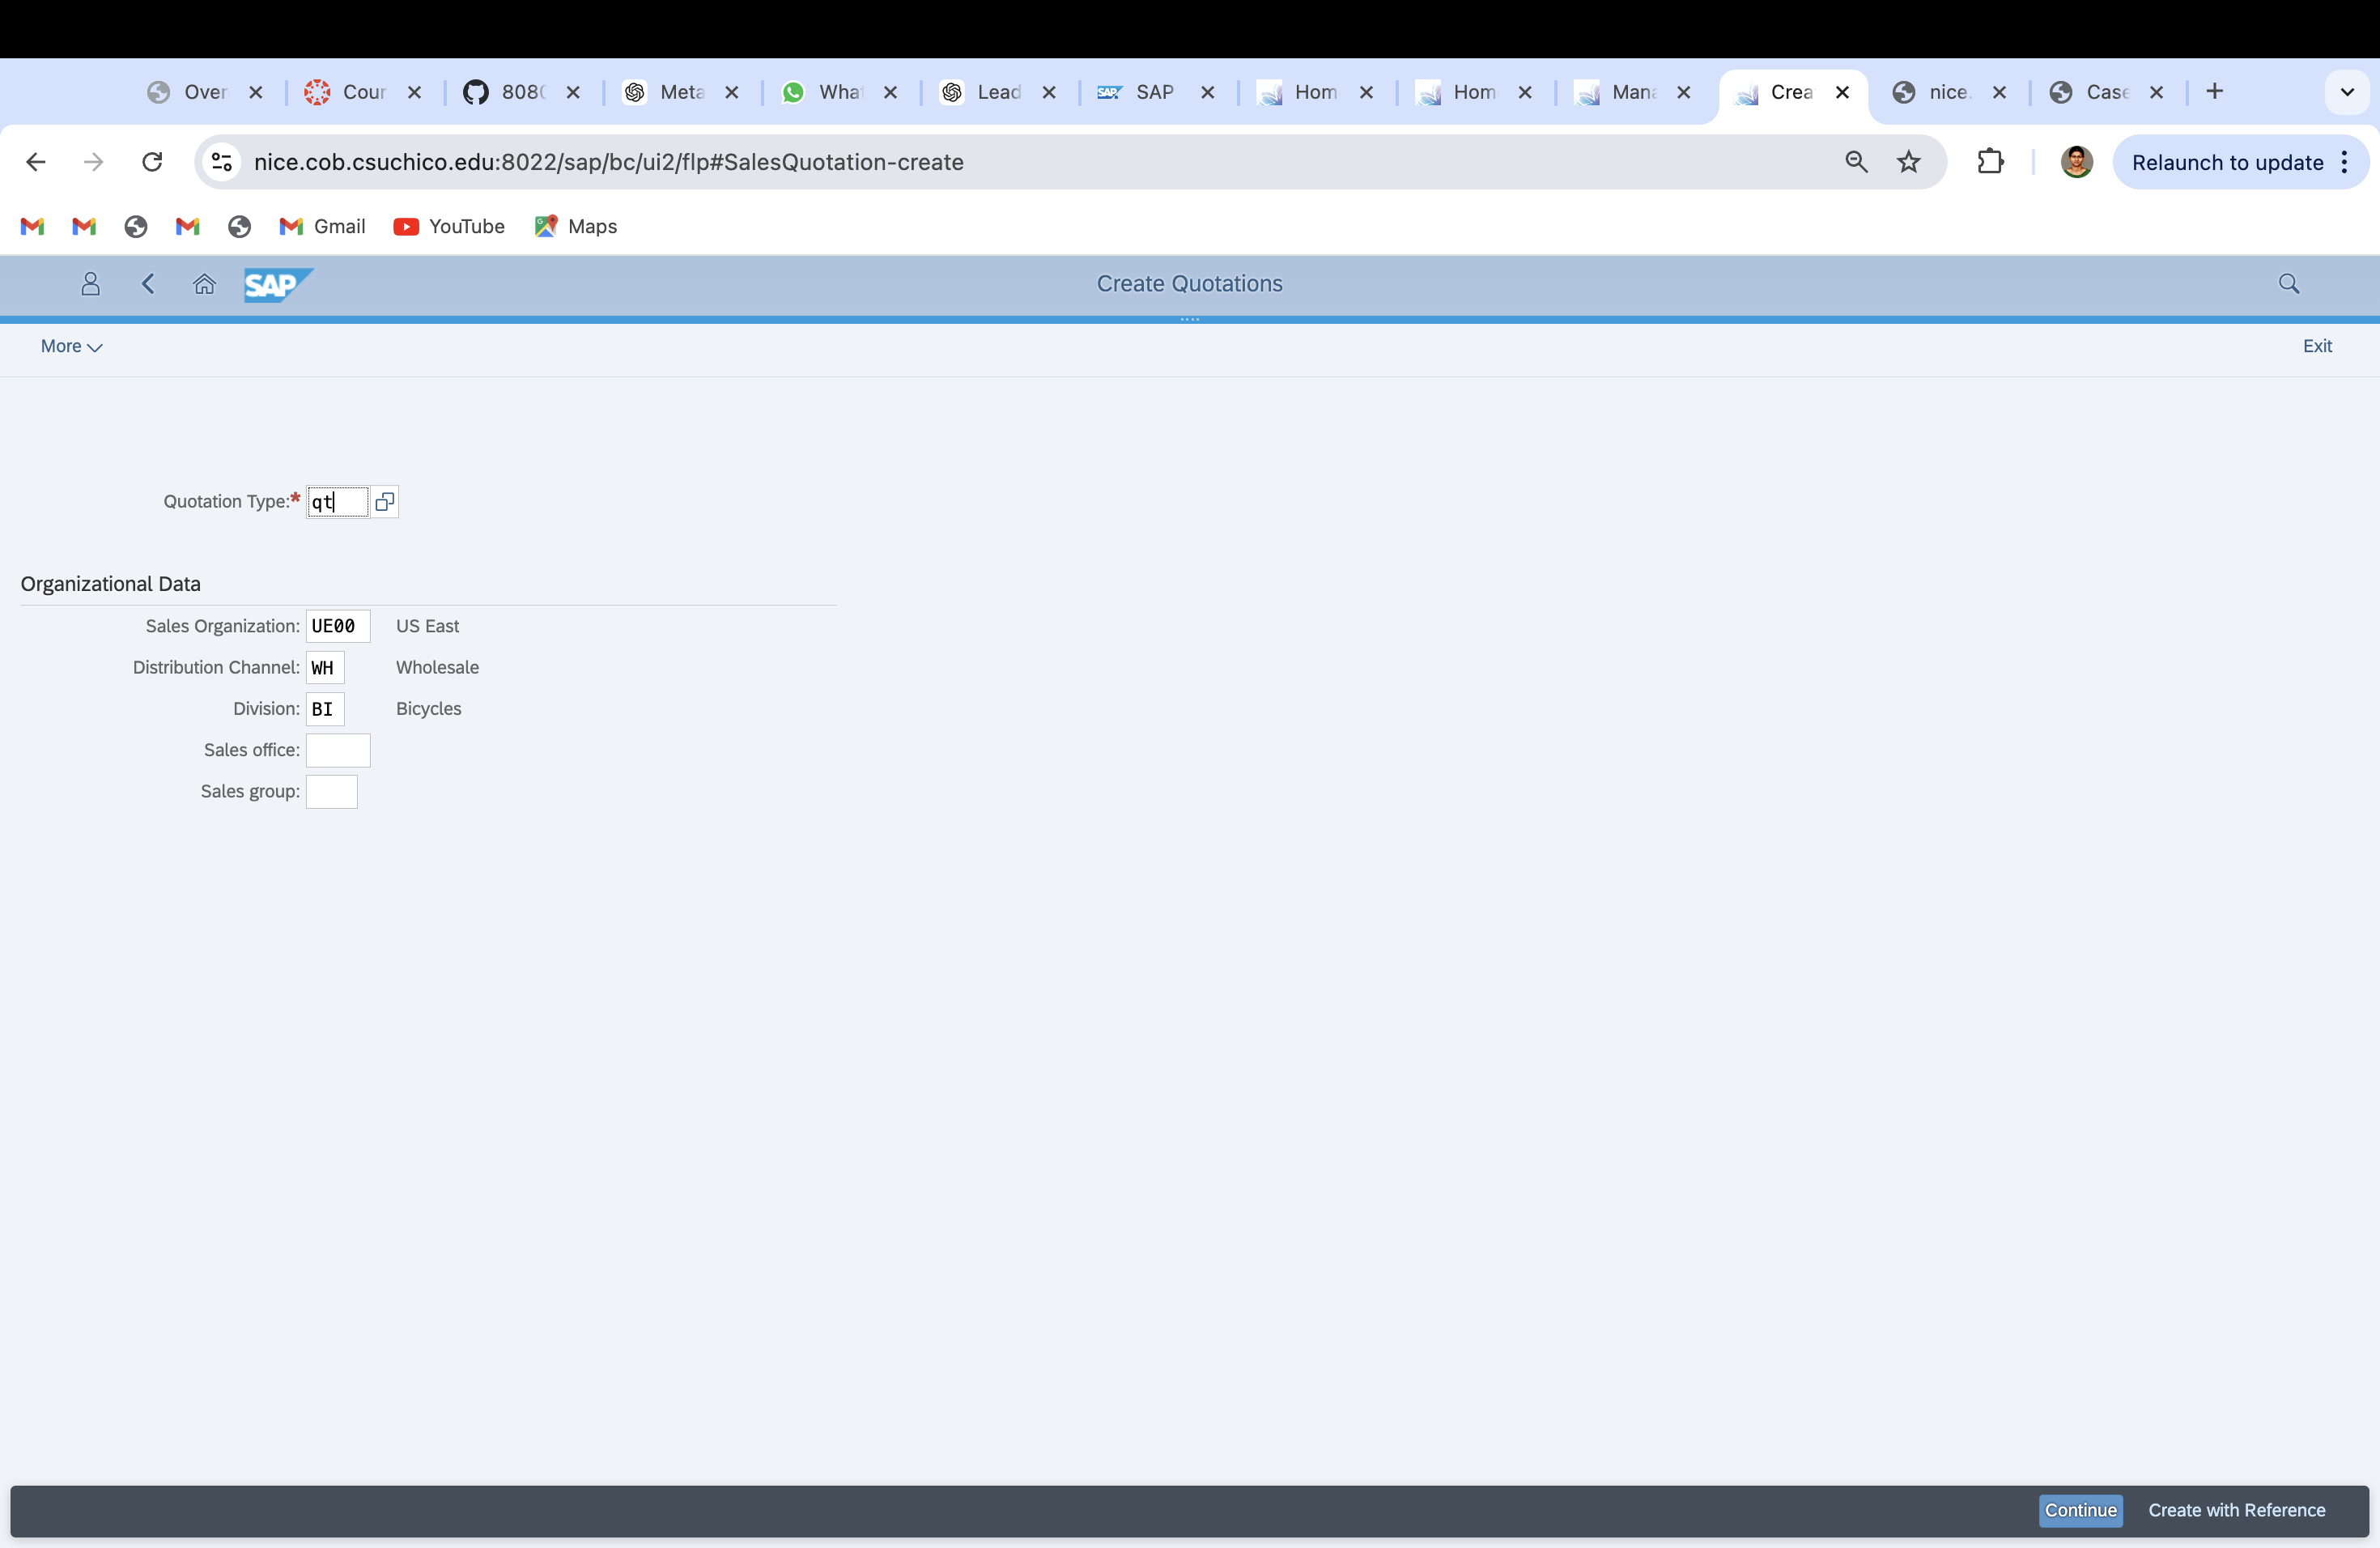 Over Cour 808 Meta What Lead SAP Hom Hom Mana Crea nice. Case
nice.cob.csuchico.edu:8022/sap/bc/ui2/flp#SalesQuotation-create Relaunch to update
Gmail YouTube Maps
SAP Create Quotations
More Exit
Quotation Type:* qt
Organizational Data
Sales Organization: UE00 US East
Distribution Channel: WH Wholesale
Division: BI Bicycles
Sales office:
Sales group:
Continue Create with Reference